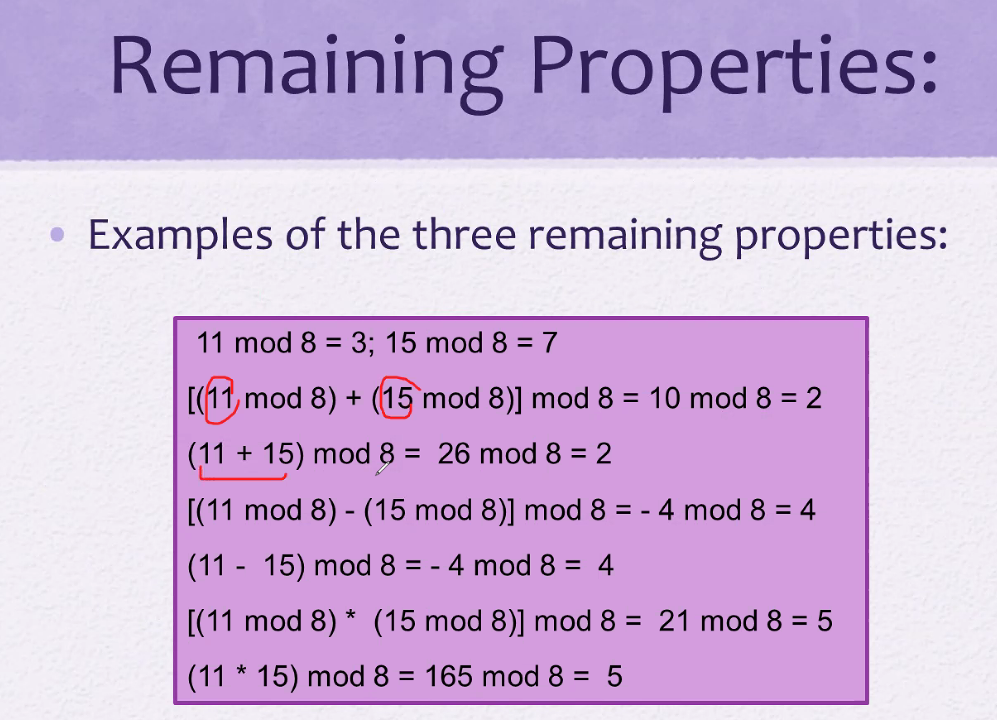 Remaining Properties:
• Examples of the three remaining properties:
11 mod 8 = 3; 15 mod 8 = 7
[(11 mod 8) + (15 mod 8)] mod 8 = 10 mod 8 = 2
(11 + 15) mod 8 =  26 mod 8 = 2
[(11 mod 8) - (15 mod 8)] mod 8 = - 4 mod 8 = 4
(11 -  15) mod 8 = - 4 mod 8 =  4
[(11 mod 8) *  (15 mod 8)] mod 8 =  21 mod 8 = 5
(11 * 15) mod 8 = 165 mod 8 =  5